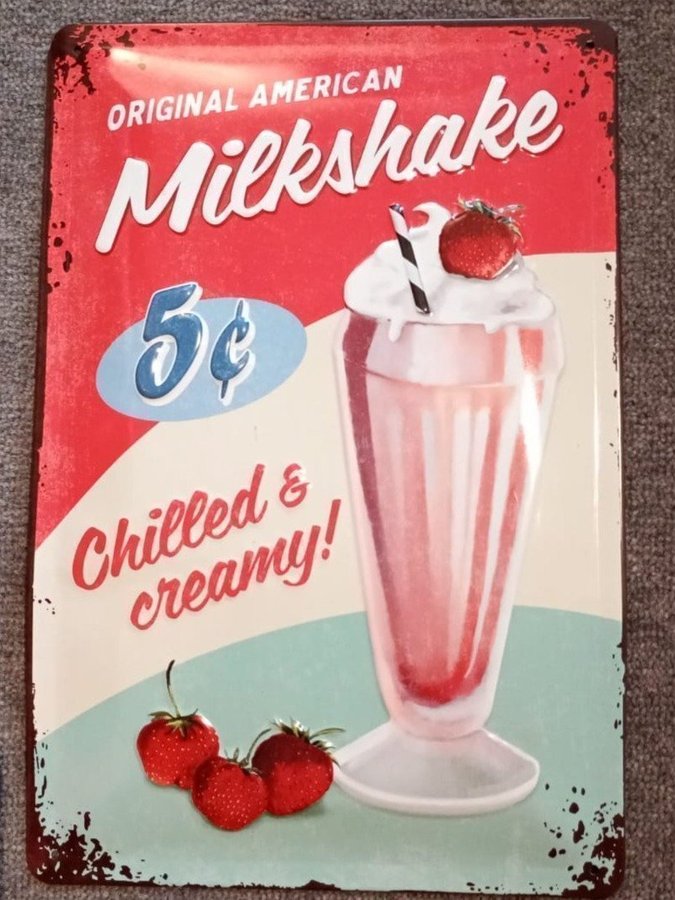 ORIGINAL AMERICAN
Milkshake
5¢
Chilled &
creamy!